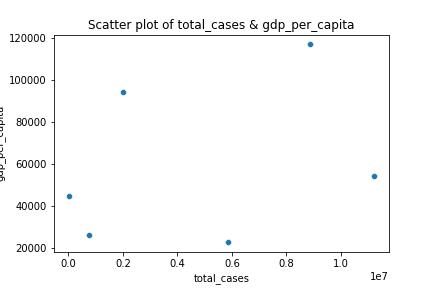 Scatter plot of total_cases & gdp_per_capita
120000
100000
80000
60000
40000
20000
gdp_per_capita
0.0 0.2 0.4 0.6 0.8 1.0
1e7
total_cases